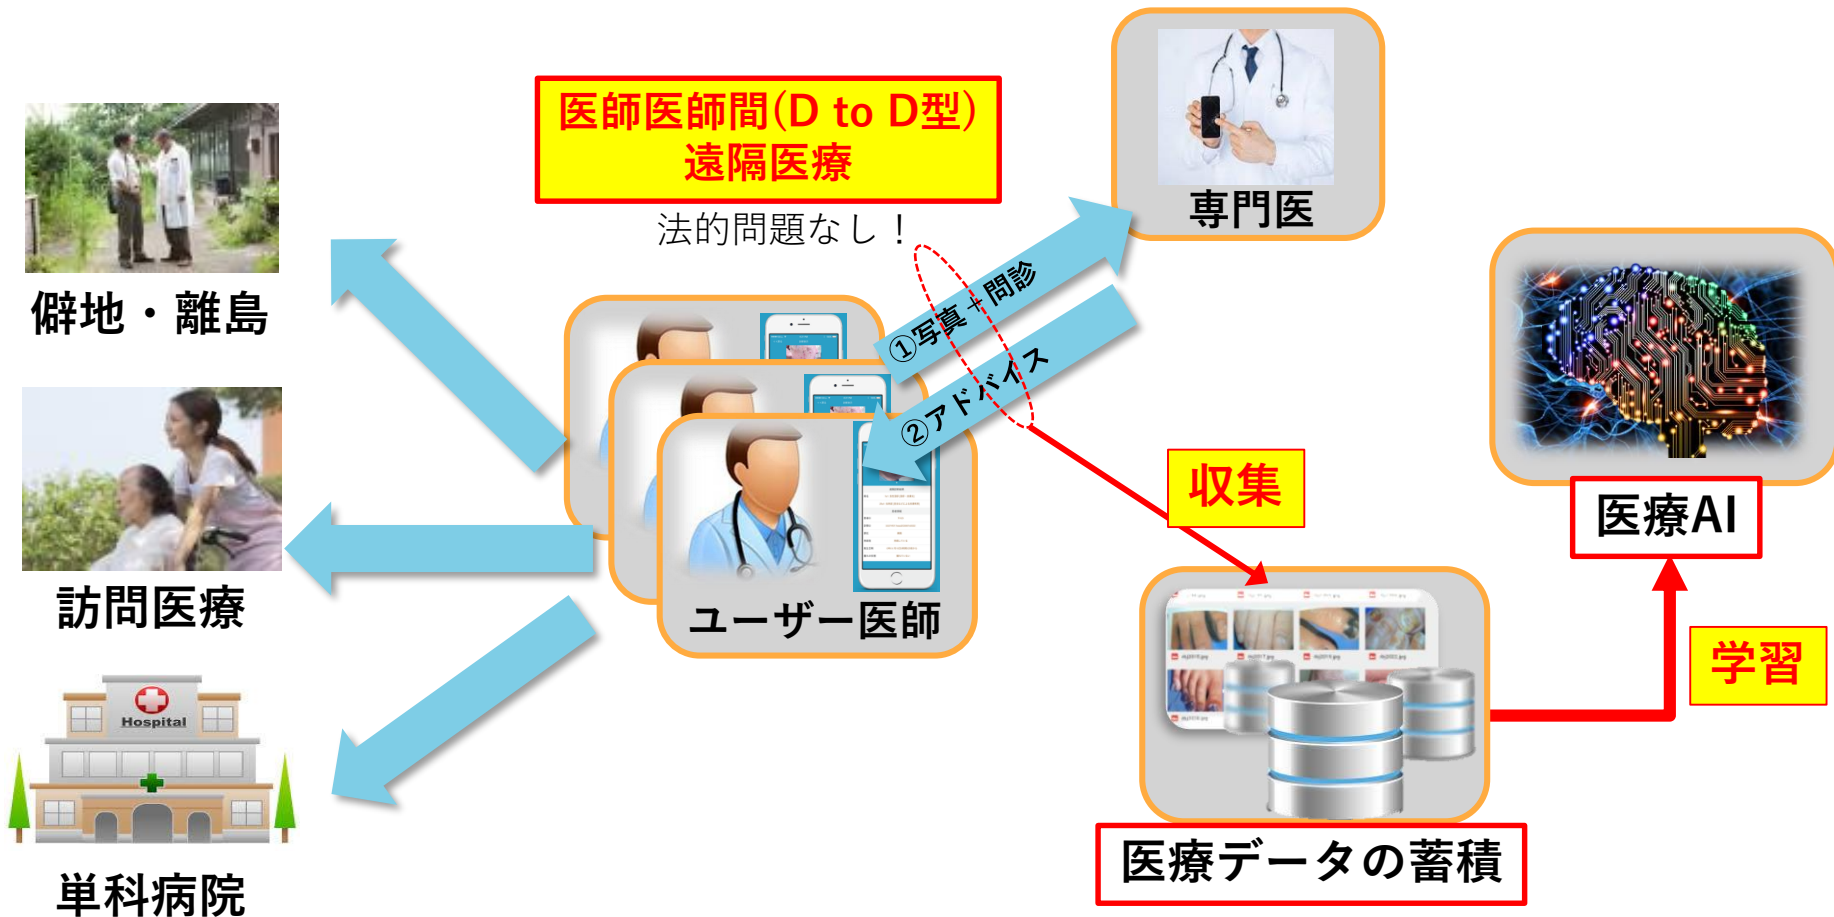 医師医師間(D to D型)
遠隔医療
法的問題なし！
専門医
僻地・離島
①写真＋問診
②アドバイス
収集
医療AI
訪問医療
ユーザー医師
学習
Hospital
医療データの蓄積
単科病院